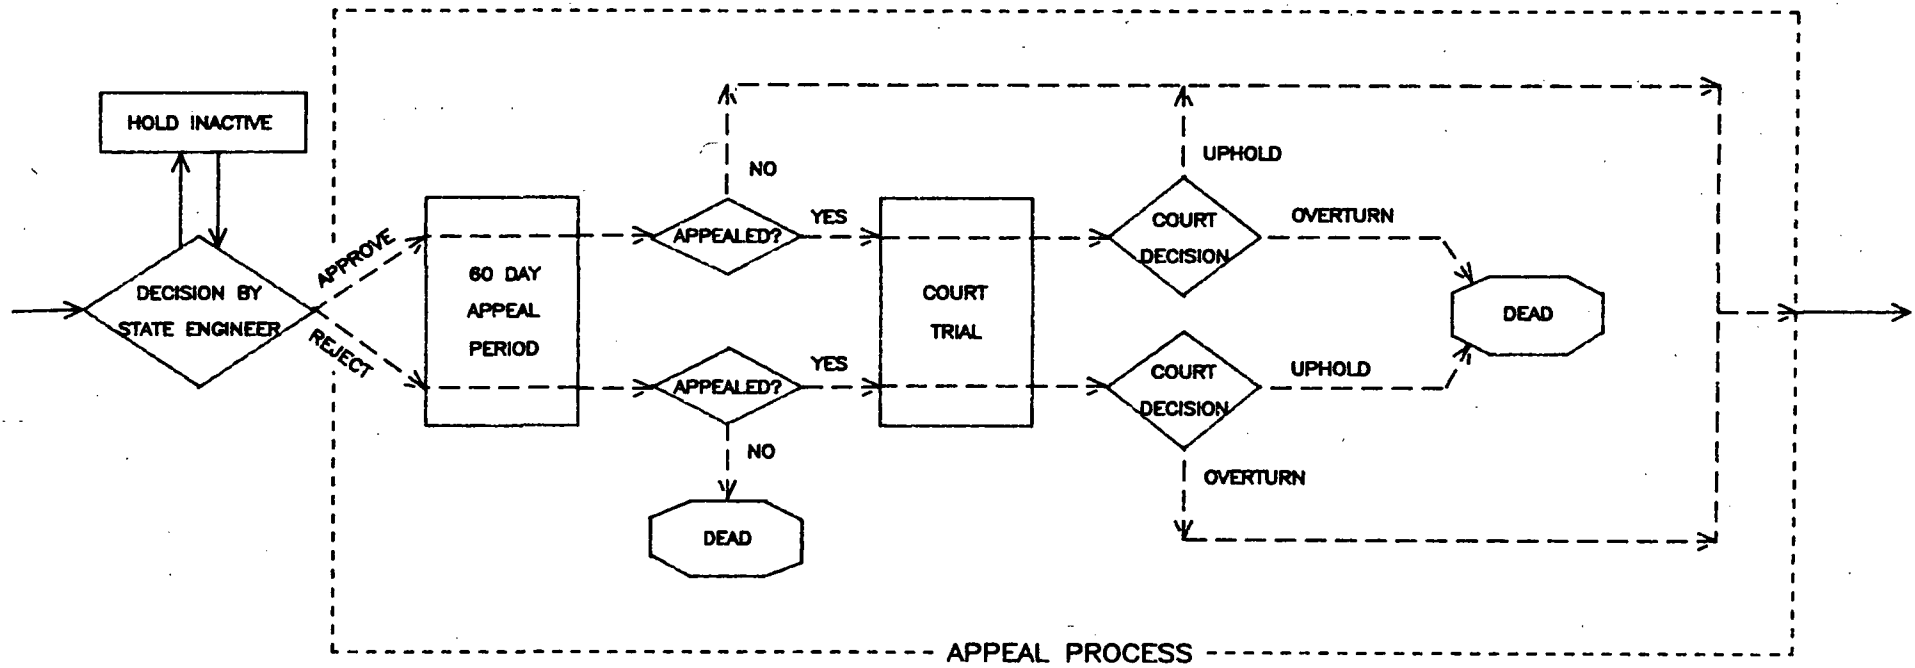 HOLD INACTIVE
DECISION BY
STATE ENGINEER
APPROVE
REJECT
60 DAY
APPEAL
PERIOD
NO
APPEALED?
YES
APPEALED?
YES
NO
DEAD
COURT
TRIAL
UPHOLD
COURT
DECISION
OVERTURN
COURT
DECISION
UPHOLD
OVERTURN
DEAD
APPEAL PROCESS